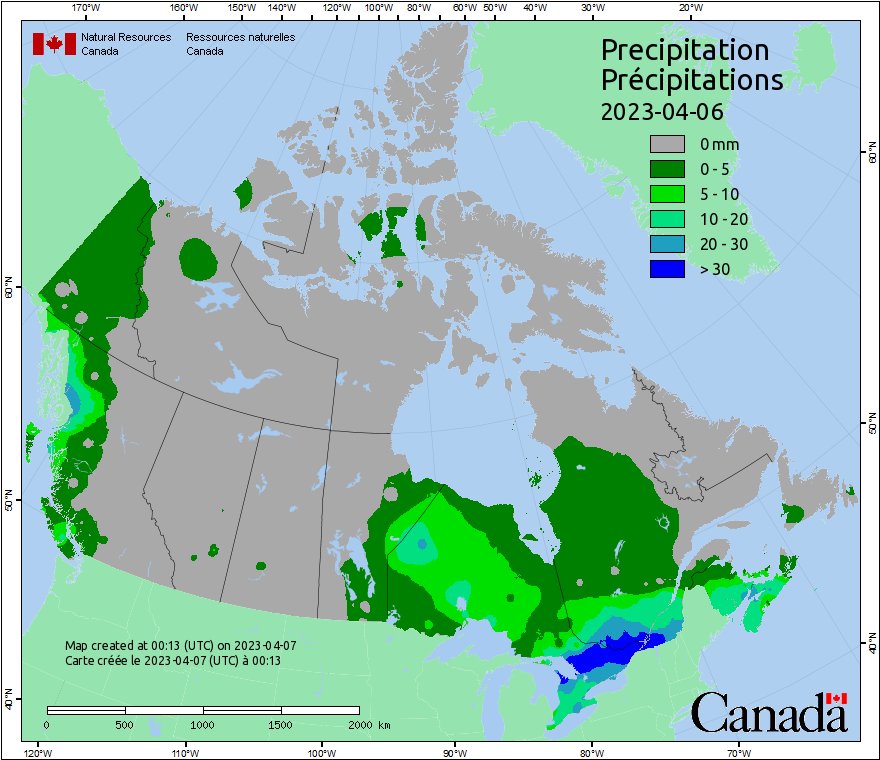 170°W 160°W 150°W 140°W 120°W 100°W 80°W 60°W 50°W 40°W 30°W 20°W
Natural Resources Ressources naturelles
Canada Canada
Precipitation
Précipitations
2023-04-06
0 mm
0 - 5
5 - 10
10 - 20
20 - 30
> 30
60°N
60°N
50°N
50°N
40°N
40°N
Map created at 00:13 (UTC) on 2023-04-07
Carte créée le 2023-04-07 (UTC) à 00:13
0 500 1000 1500 2000 km
Canada
120°W 110°W 100°W 90°W 80°W 70°W